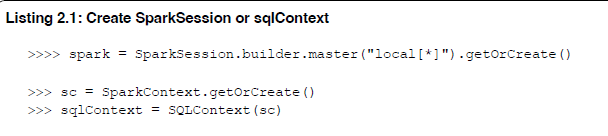 Listing 2.1: Create SparkSession or sqlContext
>>>> spark = SparkSession.builder.master("local[*]").getOrCreate()
>>> sc = SparkContext.getOrCreate()
>>> sqlContext = SQLContext(sc)